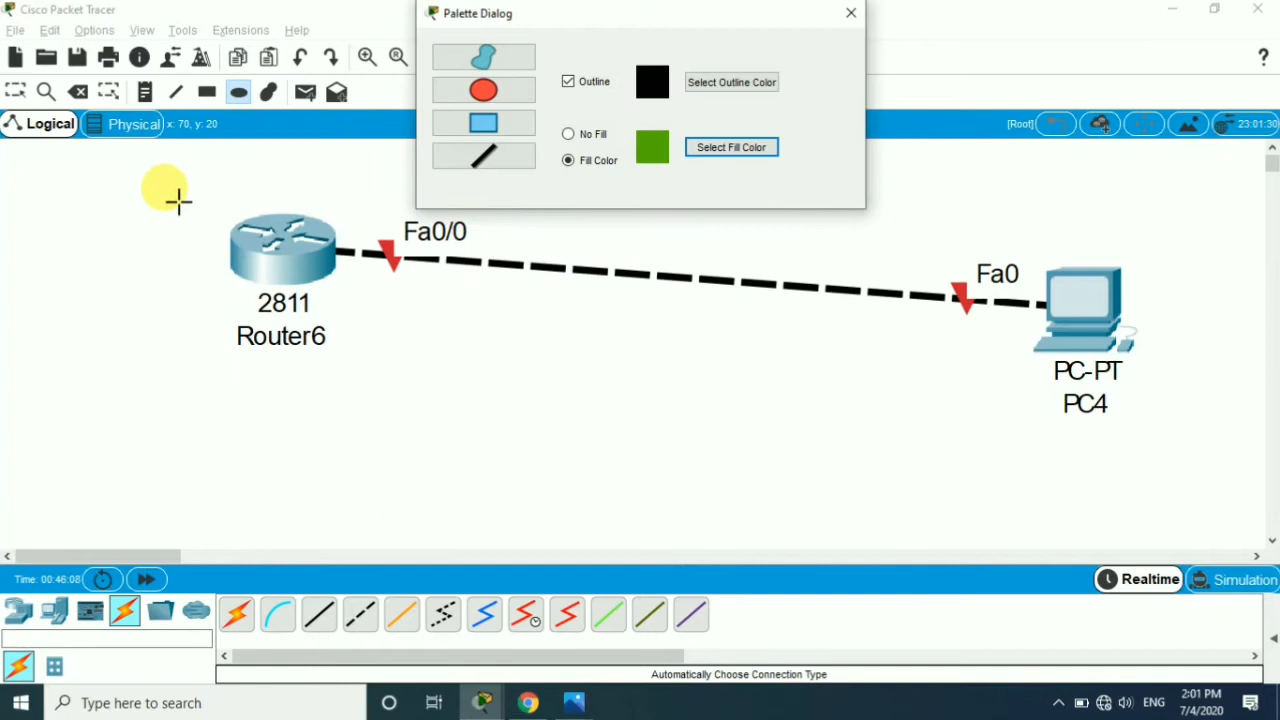 Cisco Packet Tracer
Palette Dialog
File Edit Options View Tools Extensions Help
Outline
Select Outline Color
No Fill
Fill Color
Select Fill Color
Logical
Physical
x: 70, y: 20
[Root]
23:01:30
Fa0/0
2811
Router6
Fa0
PC-PT
PC4
Time: 00:46:08
Realtime
Simulation
Automatically Choose Connection Type
Type here to search
ENG
2:01 PM
7/4/2020